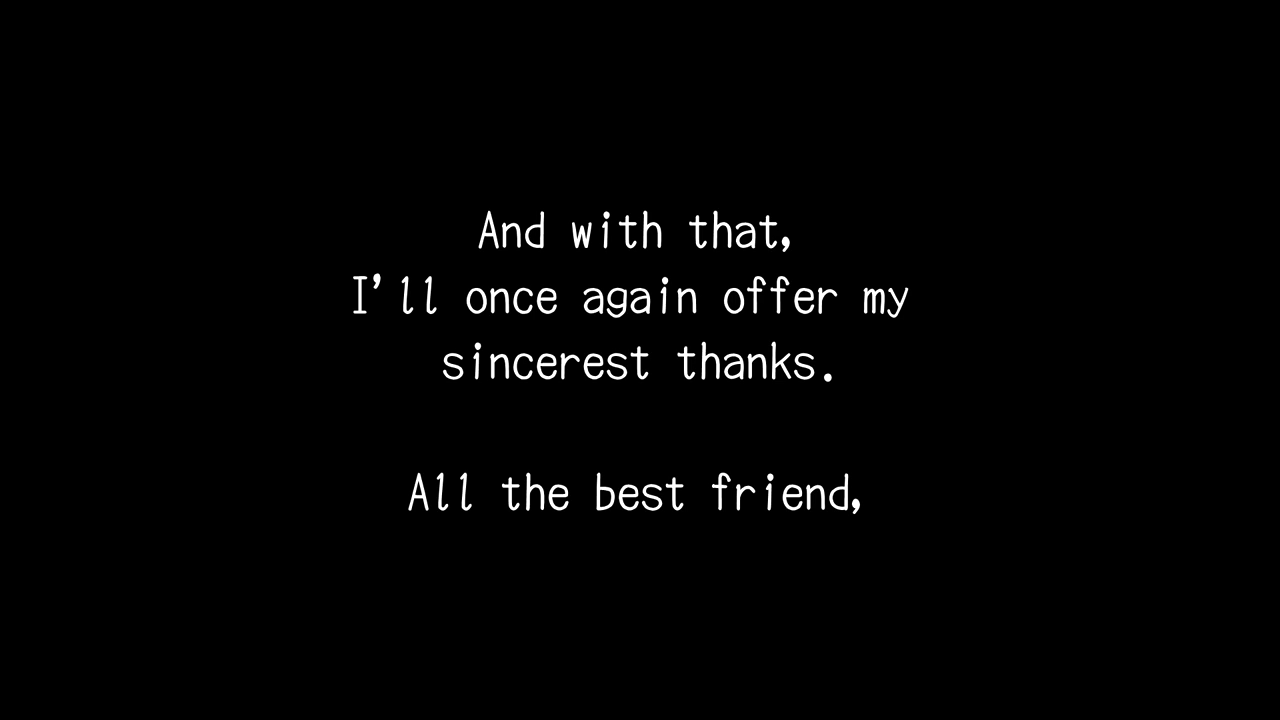 And with that,
I'll once again offer my
sincerest thanks.
All the best friend,